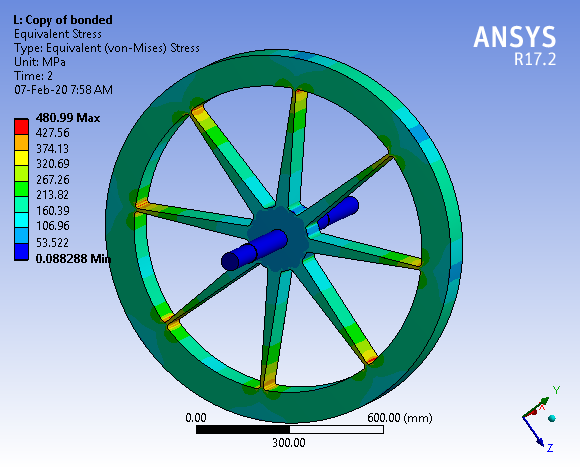 L: Copy of bonded
Equivalent Stress
Type: Equivalent (von-Mises) Stress
Unit: MPa
Time: 2
07-Feb-20 7:58 AM
ANSYS
R17.2
480.99 Max
427.56
374.13
320.69
267.26
213.82
160.39
106.96
53.522
0.088288 Min
0.00
600.00 (mm)
300.00
Y
X
Z